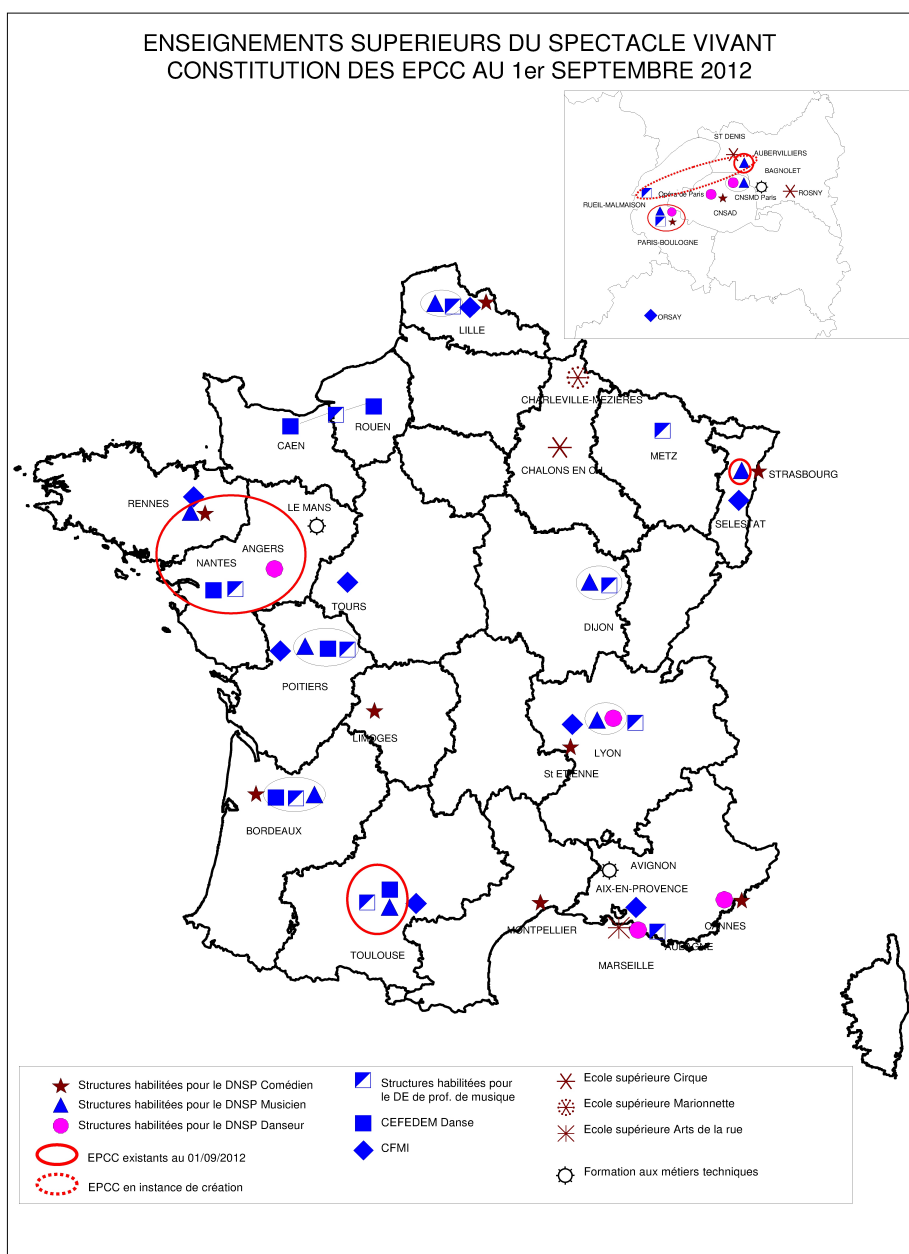 ENSEIGNEMENTS SUPERIEURS DU SPECTACLE VIVANT
CONSTITUTION DES EPCC AU 1er SEPTEMBRE 2012
ST DENIS
AUBERVILLIERS
BAGNOLET
ROSNY
Opéra de Paris
CNSMD Paris
RUEIL-MALMAISON
CNSAD
PARIS-BOULOGNE
ORSAY
LILLE
CHARLEVILLE-MEZIERES
ROUEN
CAEN
METZ
CHALONS EN CH.
STRASBOURG
RENNES
LE MANS
SELESTAT
ANGERS
NANTES
TOURS
DIJON
POITIERS
LIMOGES
LYON
St ETIENNE
BORDEAUX
AVIGNON
AIX-EN-PROVENCE
MONTPELLIER
CANNES
AUBAGNE
TOULOUSE
MARSEILLE
Structures habilitées pour le DNSP Comédien
Structures habilitées pour le DNSP Musicien
Structures habilitées pour le DNSP Danseur
EPCC existants au 01/09/2012
EPCC en instance de création
Structures habilitées pour
le DE de prof. de musique
CEFEDEM Danse
CFMI
Ecole supérieure Cirque
Ecole supérieure Marionnette
Ecole supérieure Arts de la rue
Formation aux métiers techniques